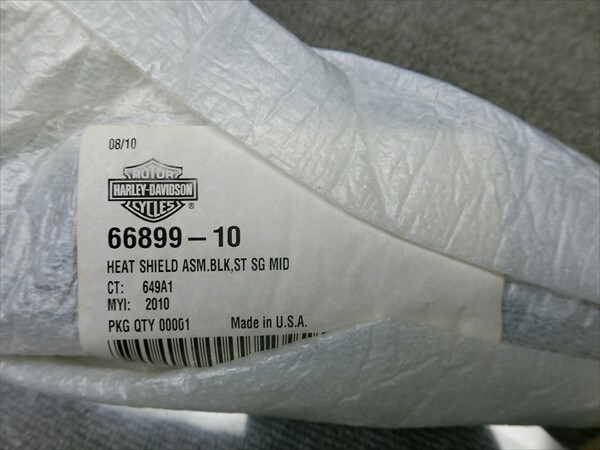 08/10
MOTOR
HARLEY-DAVIDSON
CYCLES
®
66899-10
HEAT SHIELD ASM.BLK,ST SG MID
CT: 649A1
MYI: 2010
PKG QTY 00001 Made in U.S.A.